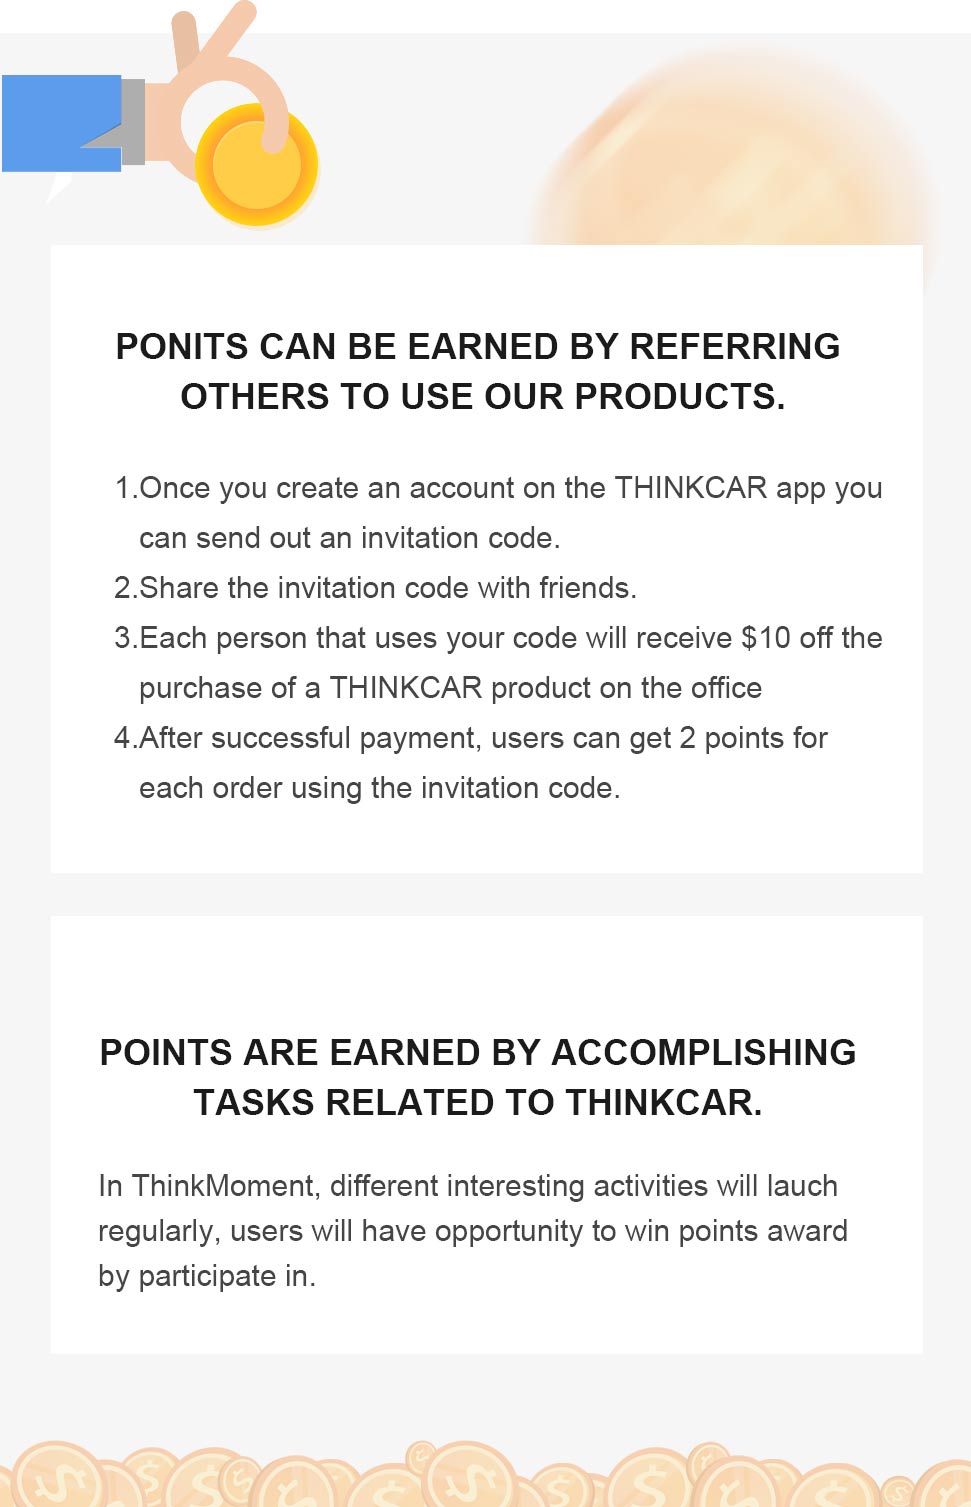 PONITS CAN BE EARNED BY REFERRING
OTHERS TO USE OUR PRODUCTS.
1.Once you create an account on the THINKCAR app you
can send out an invitation code.
2.Share the invitation code with friends.
3.Each person that uses your code will receive $10 off the
purchase of a THINKCAR product on the office
4.After successful payment, users can get 2 points for
each order using the invitation code.
POINTS ARE EARNED BY ACCOMPLISHING
TASKS RELATED TO THINKCAR.
In ThinkMoment, different interesting activities will lauch
regularly, users will have opportunity to win points award
by participate in.